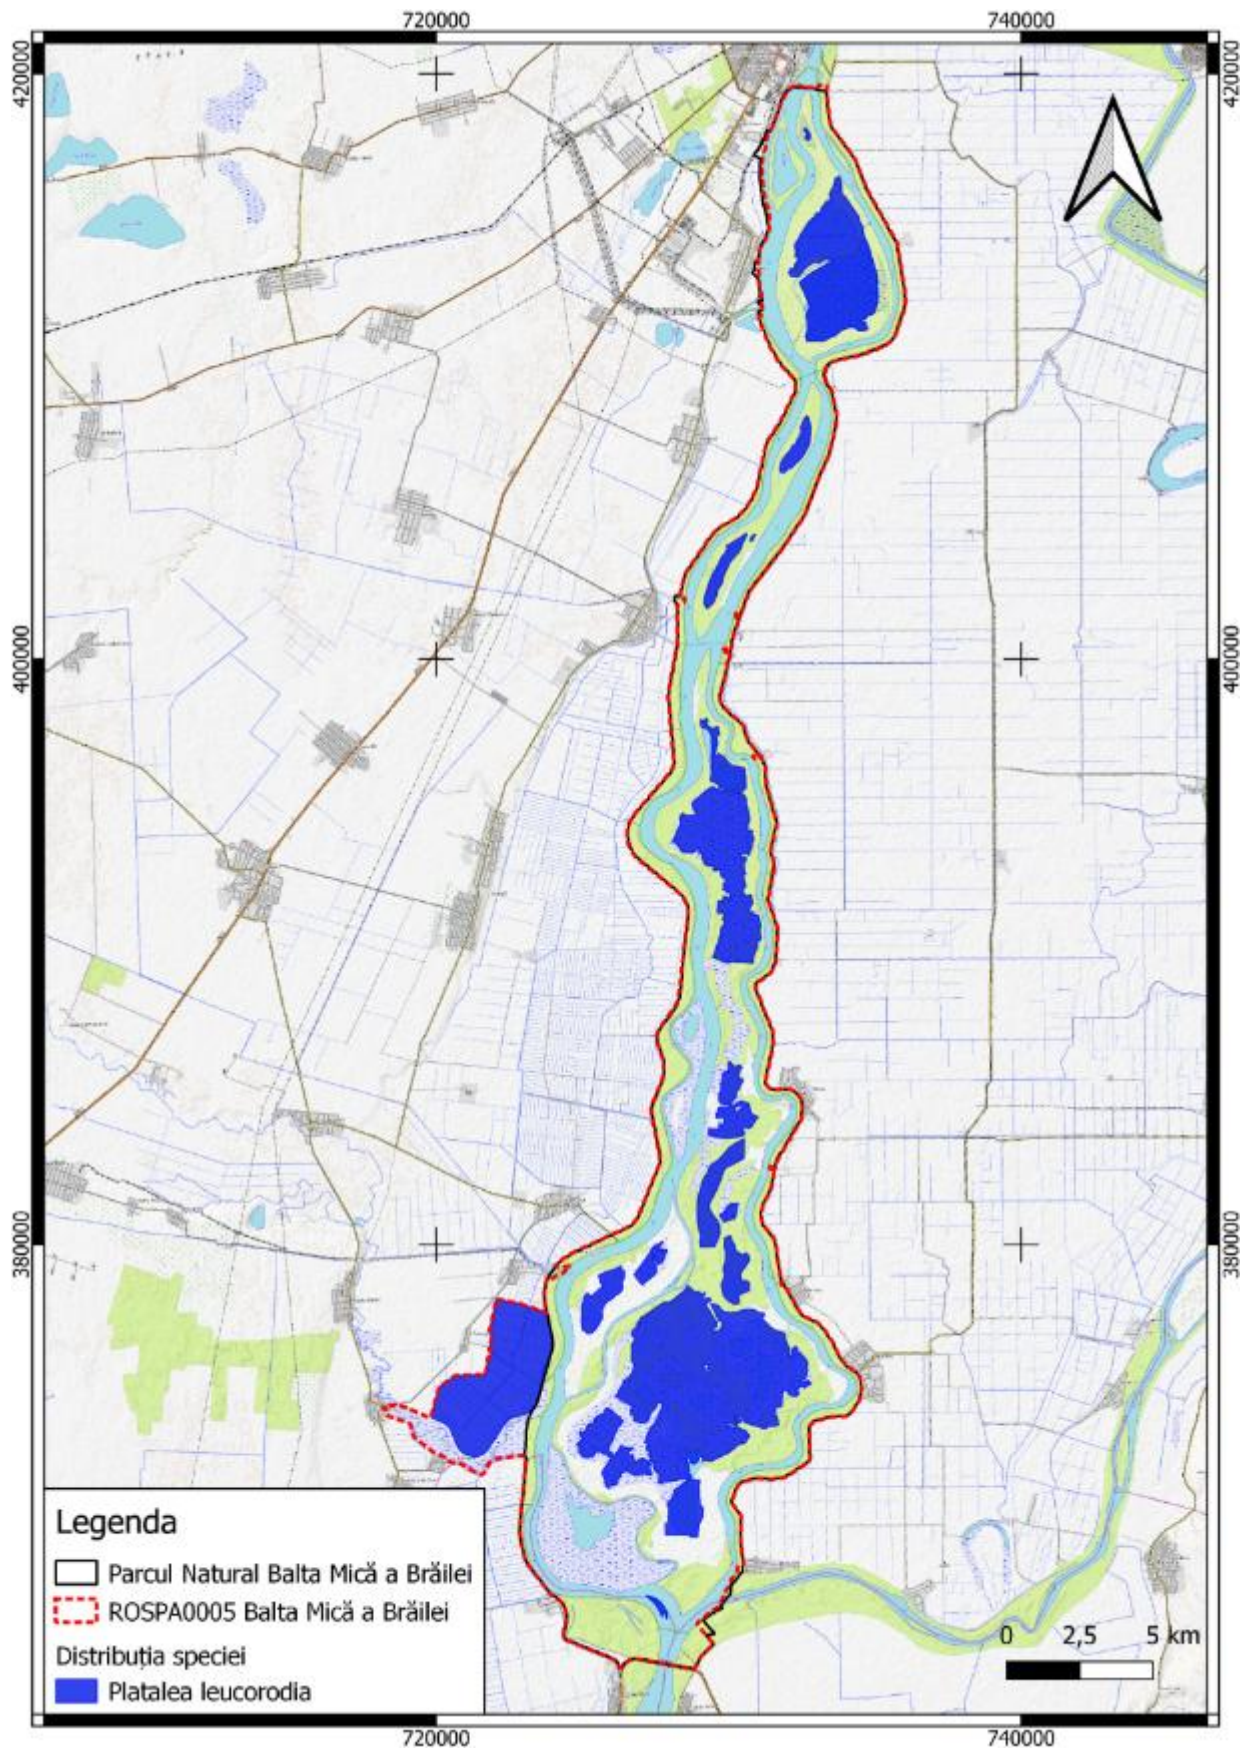 720000
740000
420000
420000
400000
400000
380000
380000
Legenda
Parcul Natural Balta Mică a Brăilei
ROSPA0005 Balta Mică a Brăilei
Distribuția speciei
Platalea leucorodia
0 2,5 5 km
720000
740000